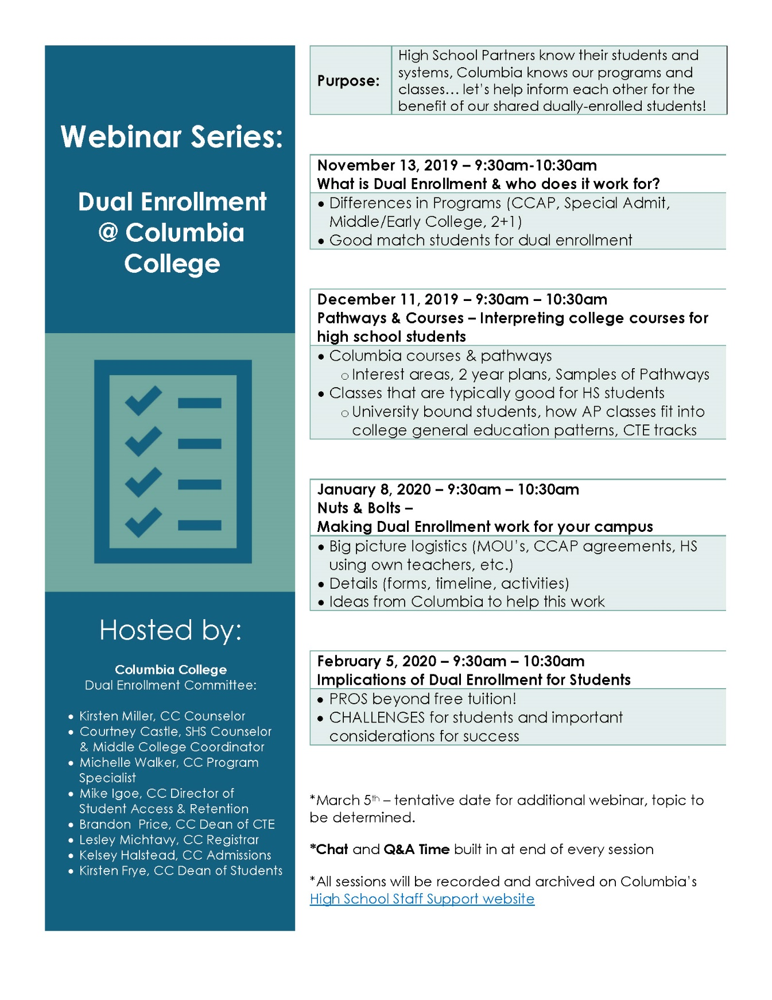 Webinar Series:
Dual Enrollment
@ Columbia
College
Hosted by:
Columbia College
Dual Enrollment Committee:
• Kirsten Miller, CC Counselor
• Courtney Castle, SHS Counselor
& Middle College Coordinator
• Michelle Walker, CC Program
Specialist
• Mike Igoe, CC Director of
Student Access & Retention
• Brandon  Price, CC Dean of CTE
• Lesley Michtavy, CC Registrar
• Kelsey Halstead, CC Admissions
• Kirsten Frye, CC Dean of Students
Purpose:
High School Partners know their students and
systems, Columbia knows our programs and
classes… let's help inform each other for the
benefit of our shared dually-enrolled students!
November 13, 2019 – 9:30am-10:30am
What is Dual Enrollment & who does it work for?
• Differences in Programs (CCAP, Special Admit,
Middle/Early College, 2+1)
• Good match students for dual enrollment
December 11, 2019 – 9:30am – 10:30am
Pathways & Courses – Interpreting college courses for
high school students
• Columbia courses & pathways
o Interest areas, 2 year plans, Samples of Pathways
• Classes that are typically good for HS students
o University bound students, how AP classes fit into
college general education patterns, CTE tracks
January 8, 2020 – 9:30am – 10:30am
Nuts & Bolts –
Making Dual Enrollment work for your campus
• Big picture logistics (MOU's, CCAP agreements, HS
using own teachers, etc.)
• Details (forms, timeline, activities)
• Ideas from Columbia to help this work
February 5, 2020 – 9:30am – 10:30am
Implications of Dual Enrollment for Students
• PROS beyond free tuition!
• CHALLENGES for students and important
considerations for success
*March 5th – tentative date for additional webinar, topic to
be determined.
*Chat and Q&A Time built in at end of every session
*All sessions will be recorded and archived on Columbia's
High School Staff Support website